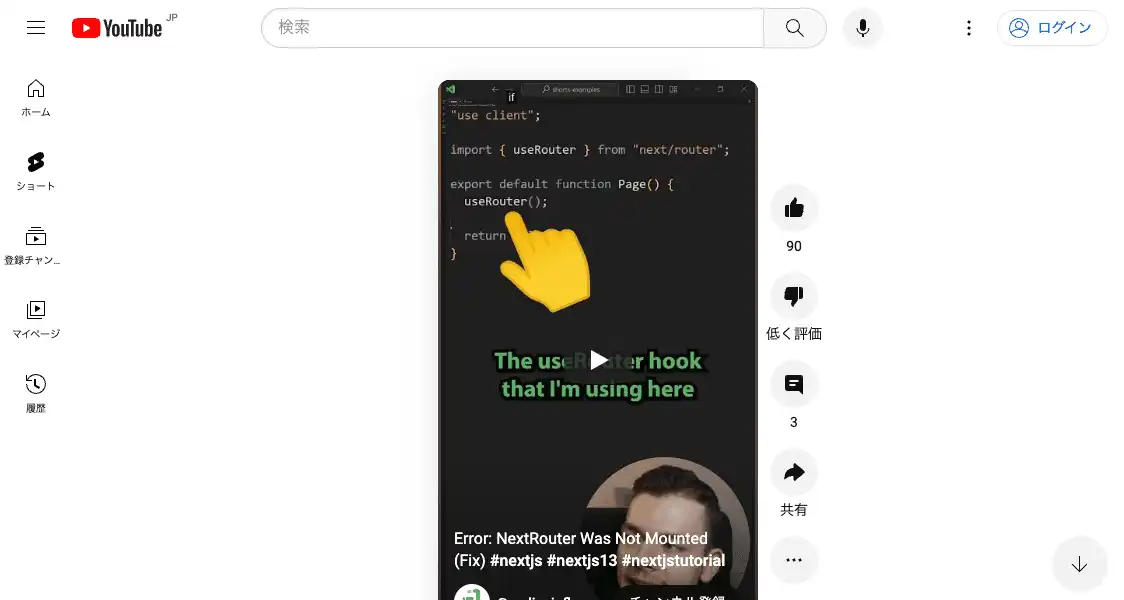 YouTube JP
検索
ログイン
ホーム
ショート
登録チャン...
マイページ
履歴
shorts-examples
if
"use client";
import { useRouter } from "next/router";
export default function Page() {
useRouter();
return
}
The useRouter hook
that I'm using here
Error: NextRouter Was Not Mounted
(Fix) #nextjs #nextjs13 #nextjstutorial
90
低く評価
3
共有